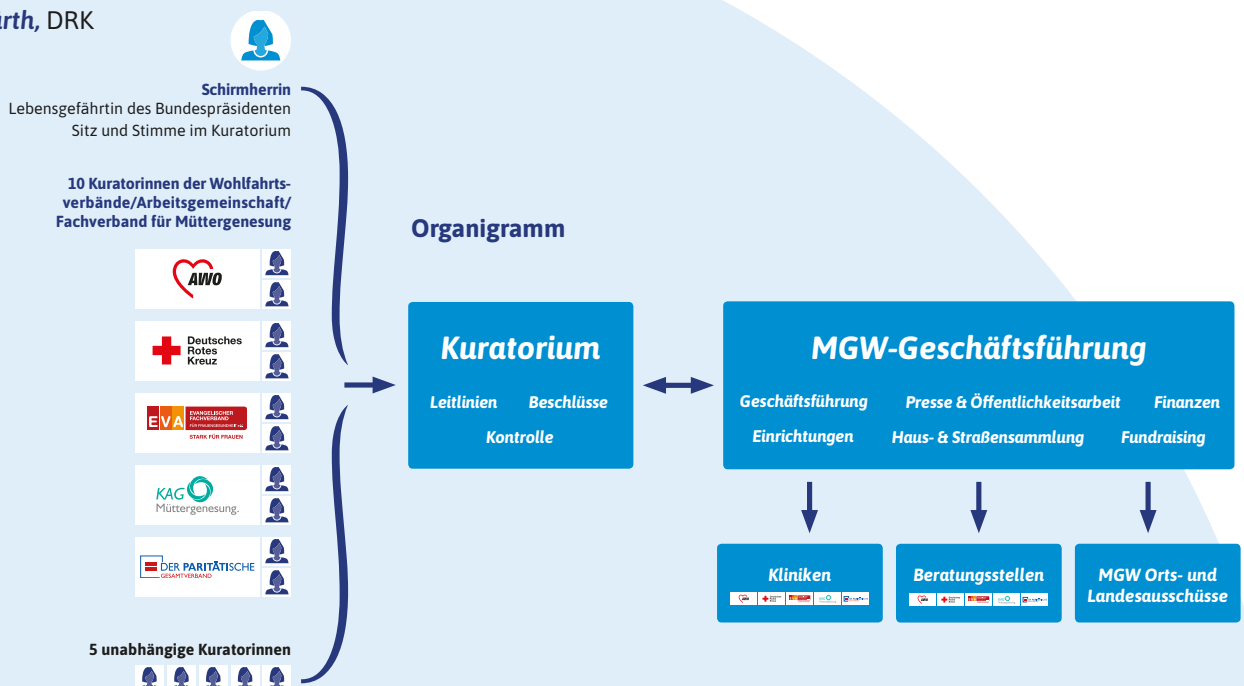 rth, DRK
Schirmherrin
Lebensgefährtin des Bundespräsidenten
Sitz und Stimme im Kuratorium
10 Kuratorinnen der Wohlfahrts-
verbände/Arbeitsgemeinschaft/
Fachverband für Müttergenesung
AWO
Deutsches
Rotes
Kreuz
EVA
EVANGELISCHER
FACHVERBAND
FÜR FRAUENGESUNDHEIT e.V.
STARK FÜR FRAUEN
KAG
Müttergenesung.
DER PARITÄTISCHE
GESAMTVERBAND
5 unabhängige Kuratorinnen
Organigramm
Kuratorium
Leitlinien Beschlüsse
Kontrolle
MGW-Geschäftsführung
Geschäftsführung Presse & Öffentlichkeitsarbeit Finanzen
Einrichtungen Haus- & Straßensammlung Fundraising
Kliniken
Beratungsstellen
MGW Orts- und
Landesausschüsse